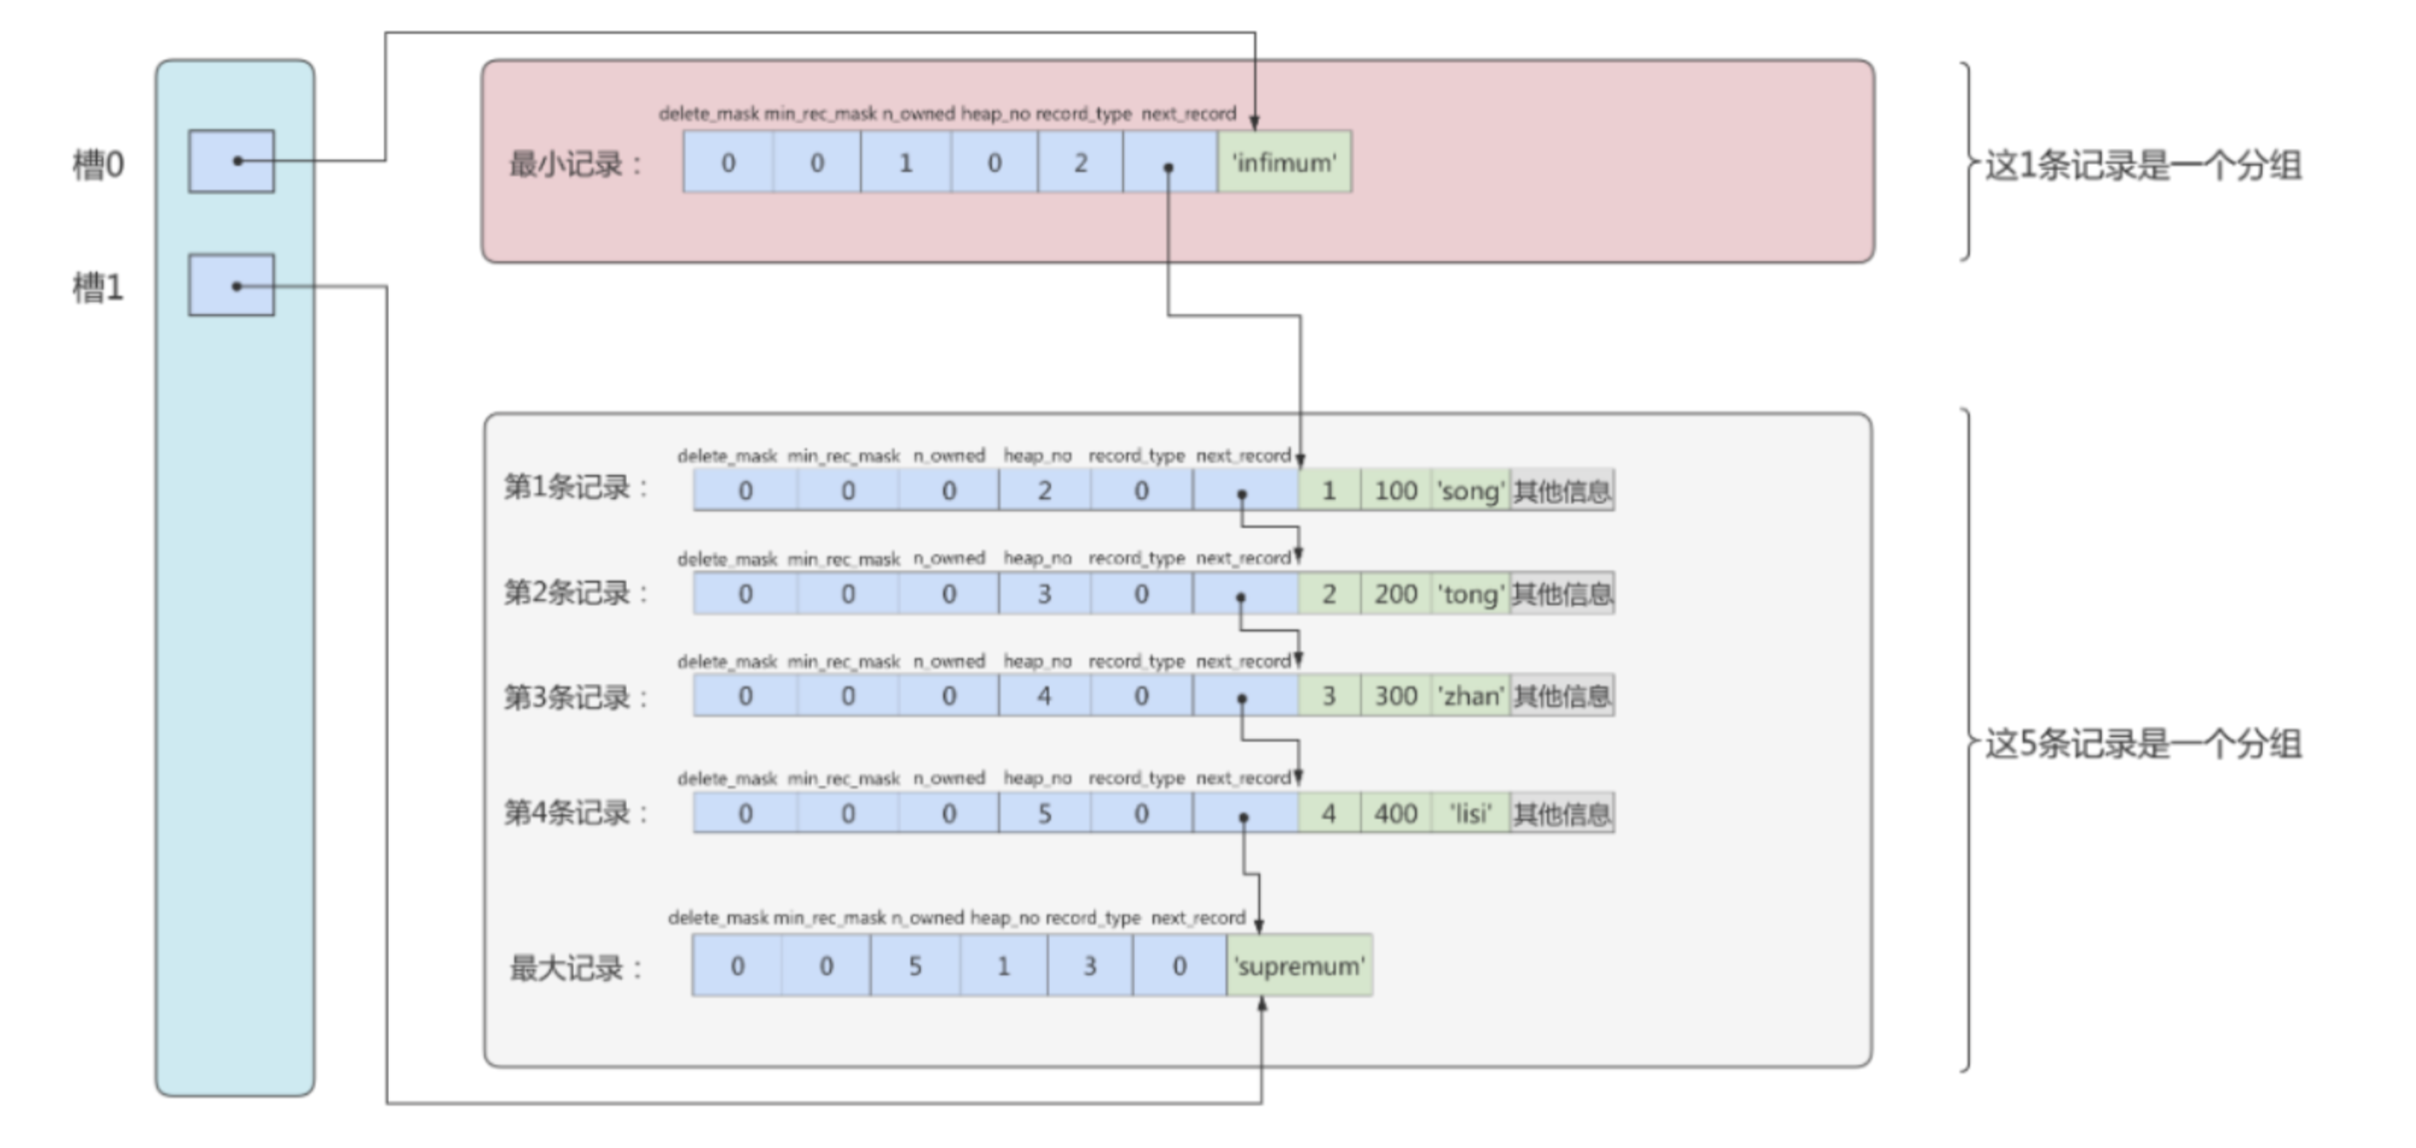 delete_mask min_rec_mask n_owned heap_no record_type next_record
槽0
最小记录： 0 0 1 0 2 'infimum'
这1条记录是一个分组
槽1
delete_mask min_rec_mask n_owned heap_no record_type next_record
第1条记录： 0 0 0 2 0 1 100 'song' 其他信息
delete_mask min_rec_mask n_owned heap_no record_type next_record
第2条记录： 0 0 0 3 0 2 200 'tong' 其他信息
delete_mask min_rec_mask n_owned heap_no record_type next_record
第3条记录： 0 0 0 4 0 3 300 'zhan' 其他信息
这5条记录是一个分组
delete_mask min_rec_mask n_owned heap_no record_type next_record
第4条记录： 0 0 0 5 0 4 400 'lisi' 其他信息
delete_mask min_rec_mask n_owned heap_no record_type next_record
最大记录： 0 0 5 1 3 0 'supremum'